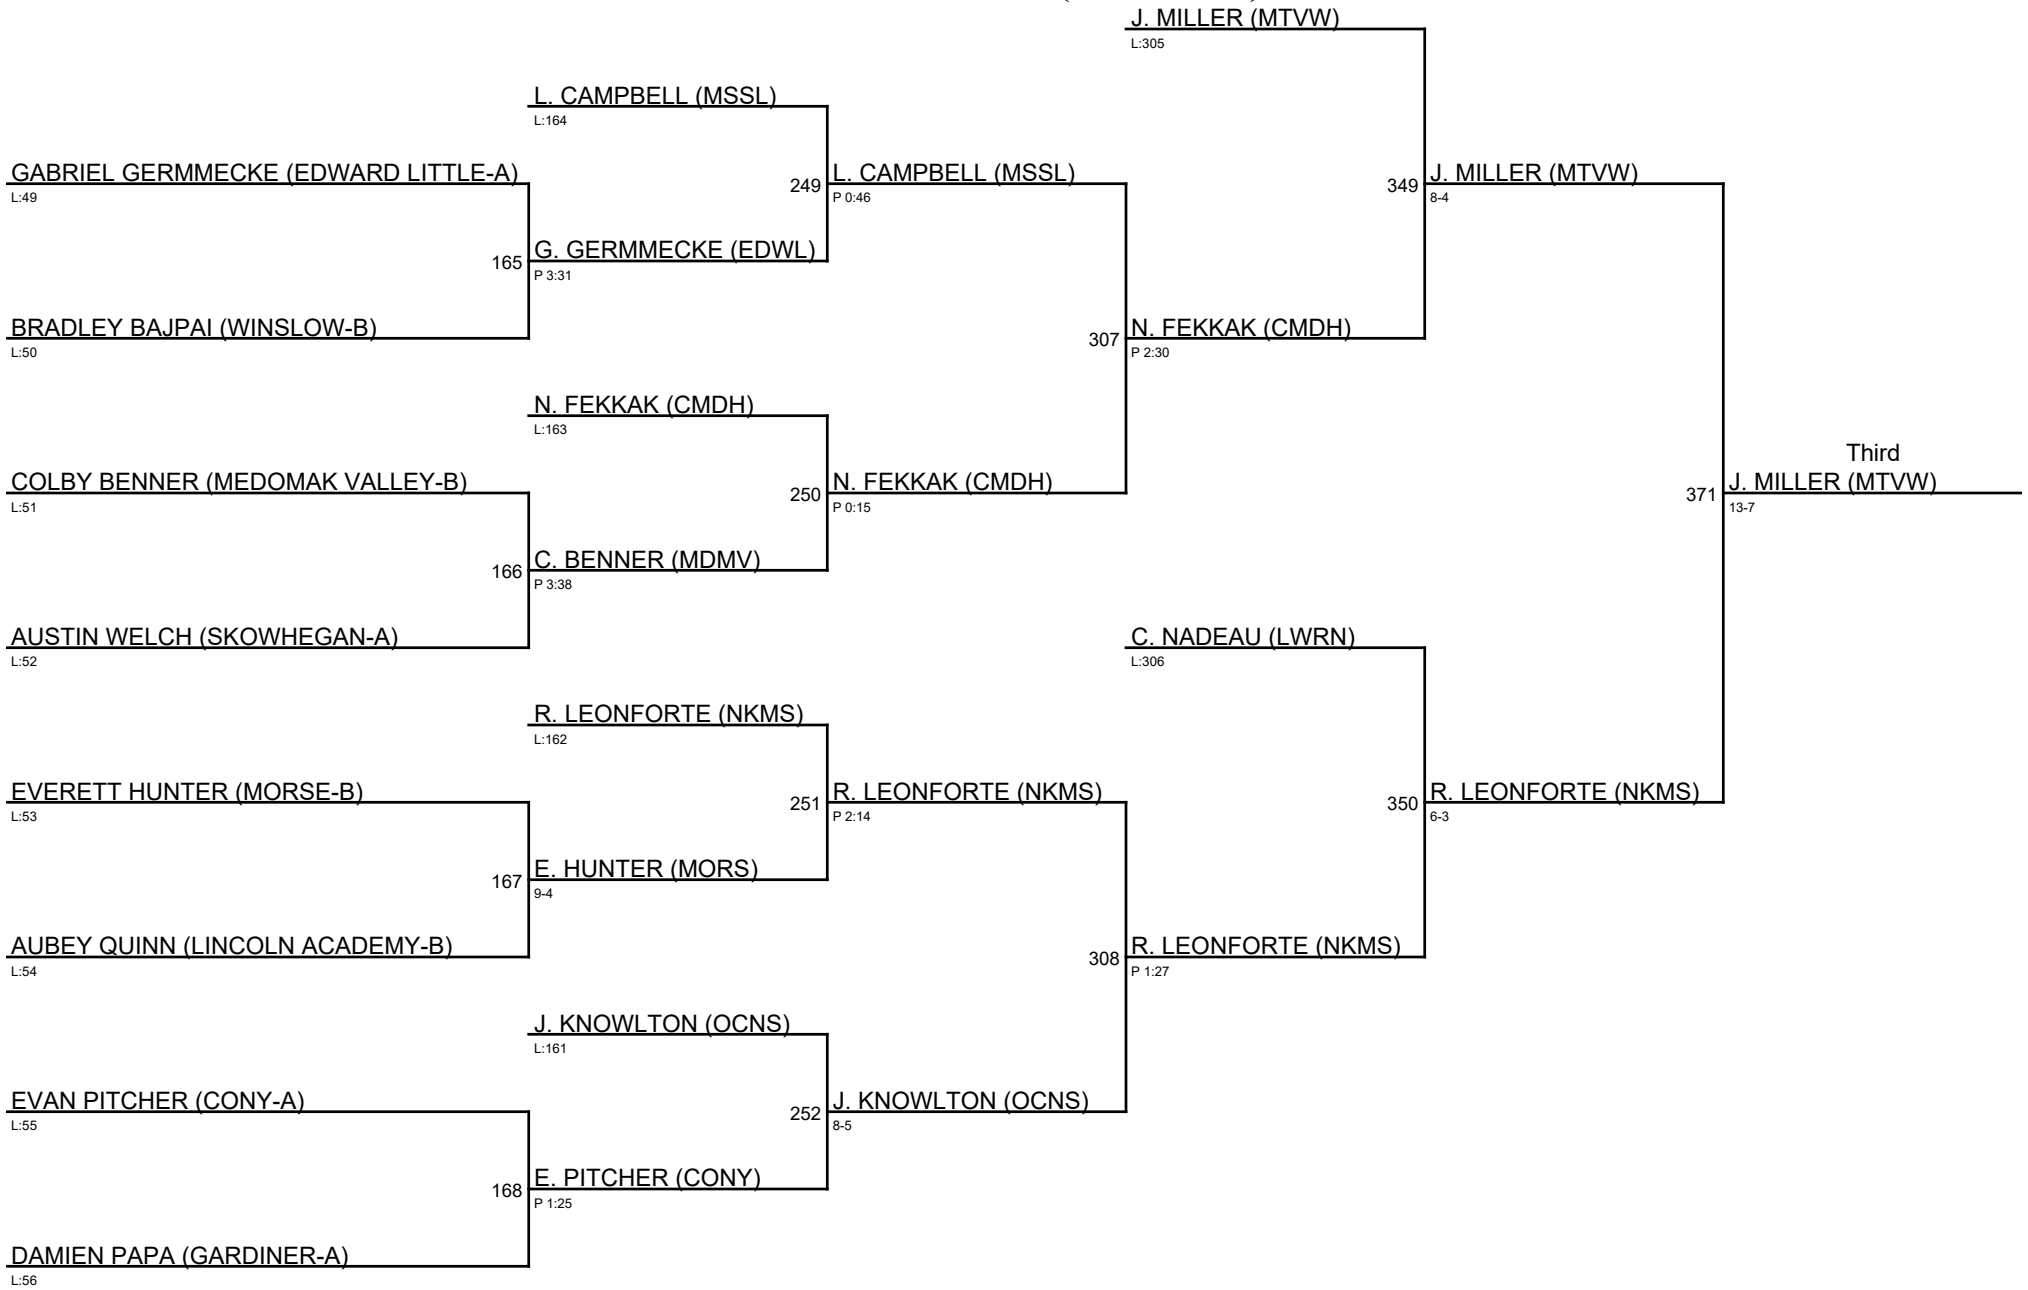 J. MILLER (MTVW)
L:305
L. CAMPBELL (MSSL)
L:164
GABRIEL GERMMECKE (EDWARD LITTLE-A)
L:49
249
L. CAMPBELL (MSSL)
P 0:46
349
J. MILLER (MTVW)
8-4
165
G. GERMMECKE (EDWL)
P 3:31
BRADLEY BAJPAI (WINSLOW-B)
L:50
307
N. FEKKAK (CMDH)
P 2:30
N. FEKKAK (CMDH)
L:163
Third
COLBY BENNER (MEDOMAK VALLEY-B)
L:51
250
N. FEKKAK (CMDH)
P 0:15
371
J. MILLER (MTVW)
13-7
166
C. BENNER (MDMV)
P 3:38
AUSTIN WELCH (SKOWHEGAN-A)
L:52
C. NADEAU (LWRN)
L:306
R. LEONFORTE (NKMS)
L:162
EVERETT HUNTER (MORSE-B)
L:53
251
R. LEONFORTE (NKMS)
P 2:14
350
R. LEONFORTE (NKMS)
6-3
167
E. HUNTER (MORS)
9-4
AUBEY QUINN (LINCOLN ACADEMY-B)
L:54
308
R. LEONFORTE (NKMS)
P 1:27
J. KNOWLTON (OCNS)
L:161
EVAN PITCHER (CONY-A)
L:55
252
J. KNOWLTON (OCNS)
8-5
168
E. PITCHER (CONY)
P 1:25
DAMIEN PAPA (GARDINER-A)
L:56